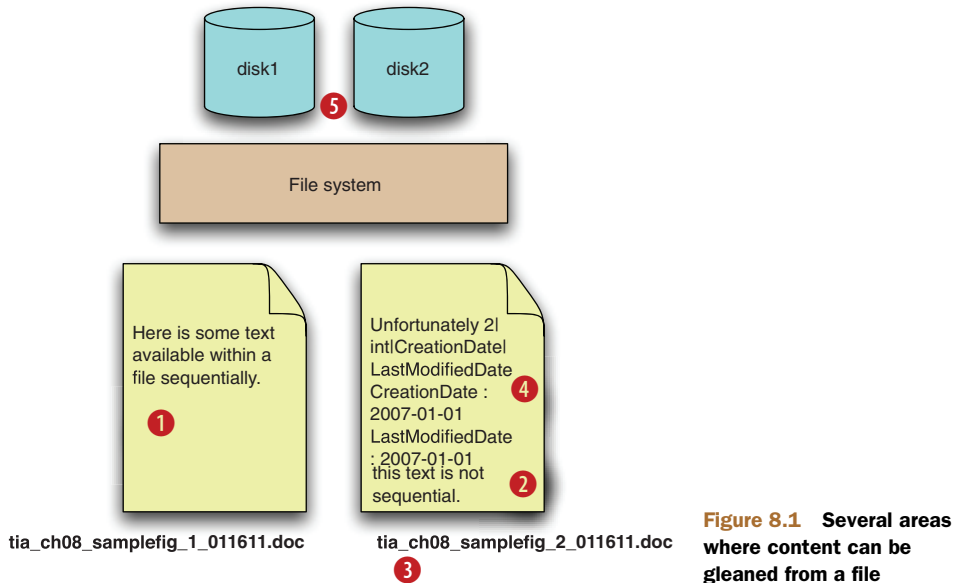 disk1
disk2
5
File system
Here is some text
available within a
file sequentially.
1
Unfortunately 2|
int|CreationDate|
LastModifiedDate
CreationDate :
4
2007-01-01
LastModifiedDate
: 2007-01-01
this text is not
sequential.
2
tia_ch08_samplefig_1_011611.doc
tia_ch08_samplefig_2_011611.doc
3
Figure 8.1 Several areas
where content can be
gleaned from a file